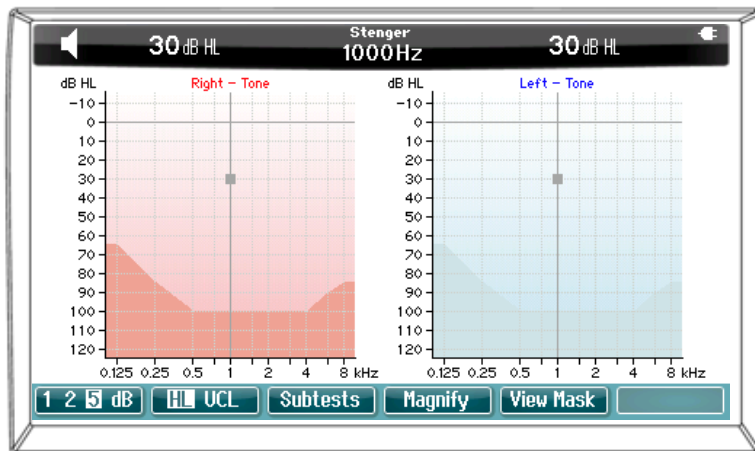 Stenger
30 dB HL 1000Hz 30 dB HL
dB HL Right - Tone dB HL Left - Tone
-10 -10
0 0
10 10
20 20
30 30
40 40
50 50
60 60
70 70
80 80
90 90
100 100
110 110
120 120
0.125 0.25 0.5 1 2 4 8 kHz 0.125 0.25 0.5 1 2 4 8 kHz
1 2 5 dB HL UCL Subtests Magnify View Mask